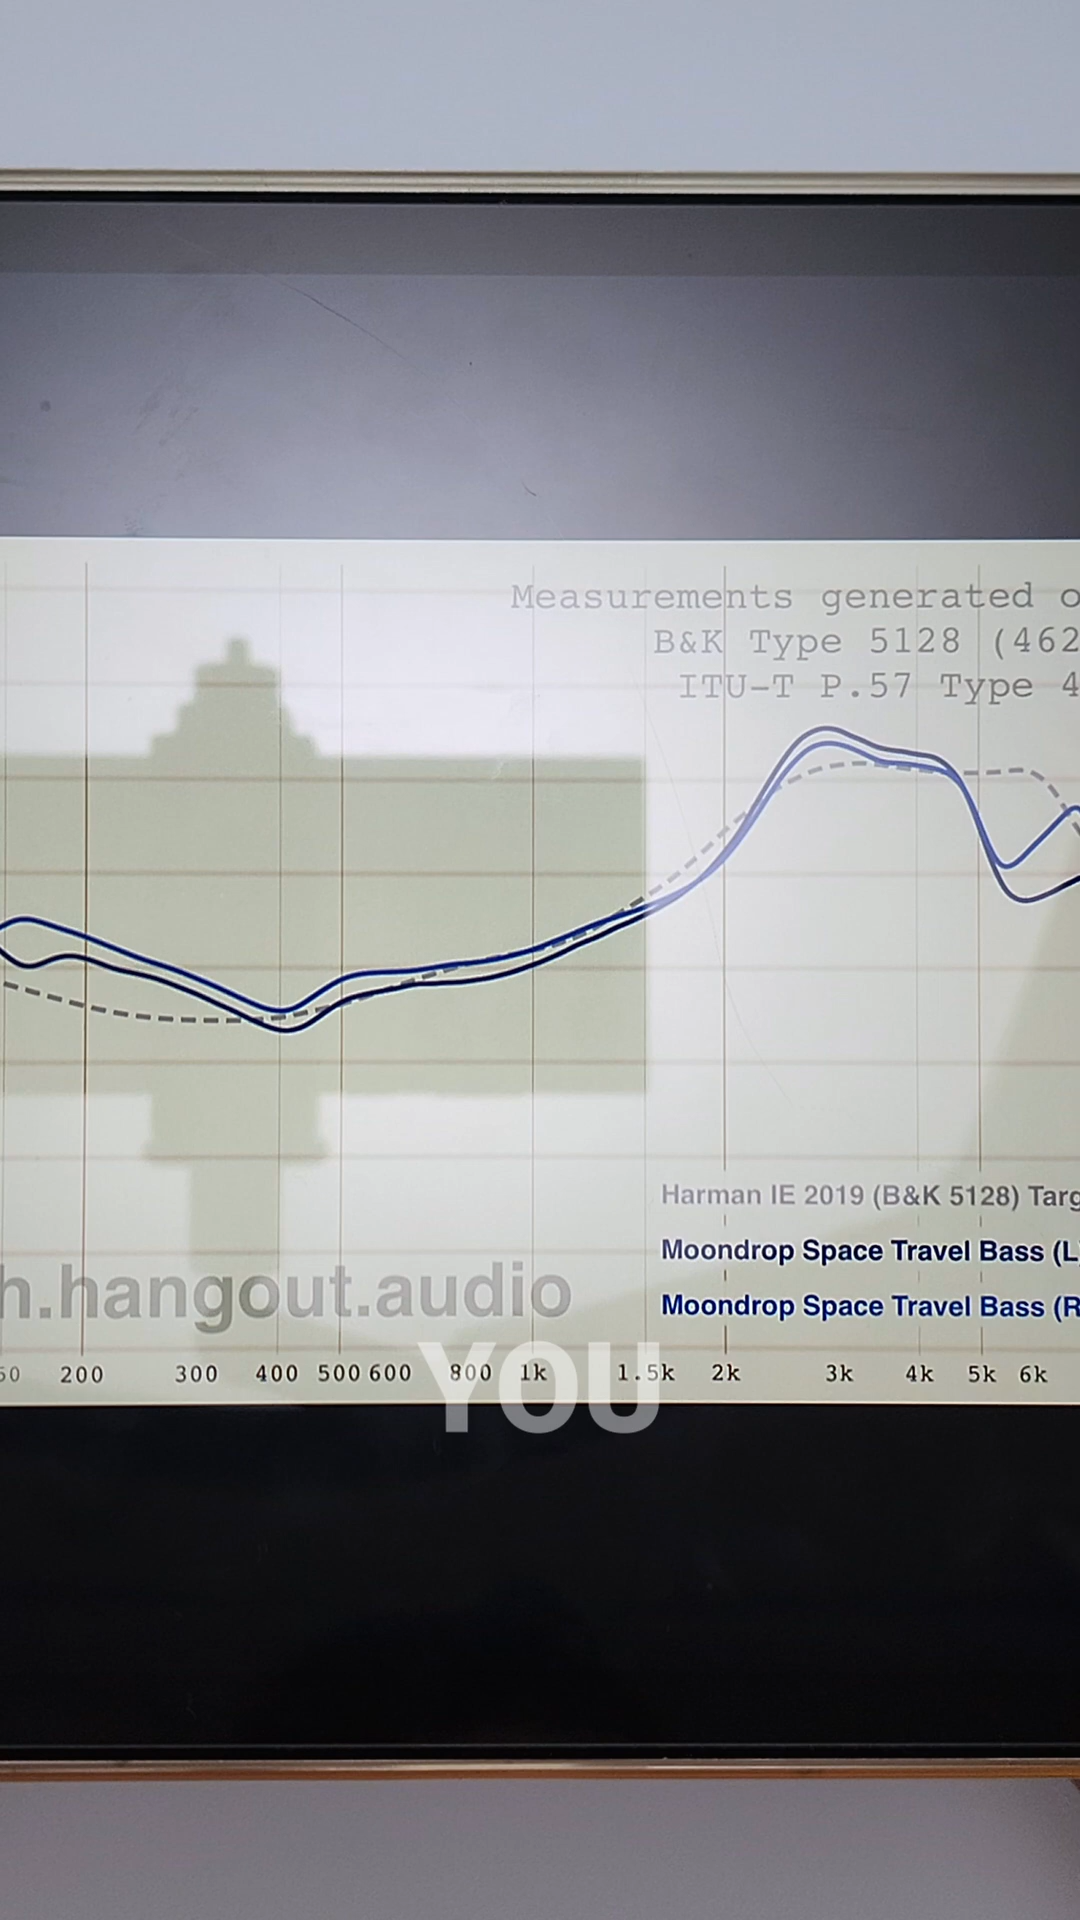 Measurements generated o
B&K Type 5128 (462
ITU-T P.57 Type 4
Harman IE 2019 (B&K 5128) Targ
Moondrop Space Travel Bass (L
Moondrop Space Travel Bass (R
h.hangout.audio
50 200 300 400 500 600 800 1k 1.5k 2k 3k 4k 5k 6k
YOU